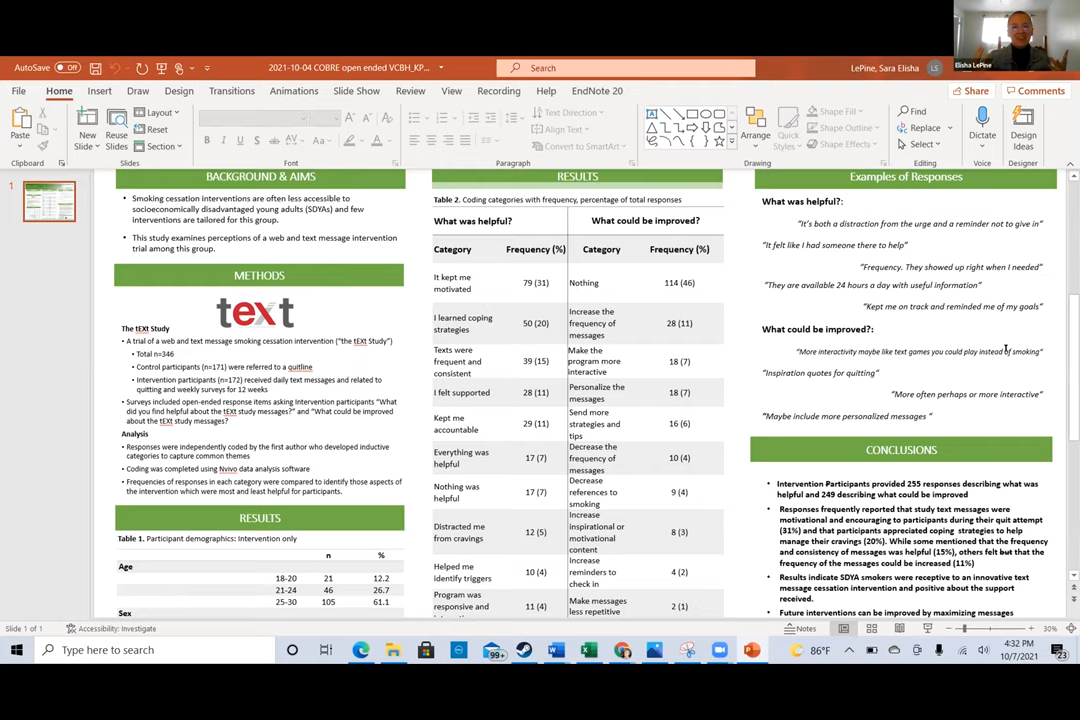 Elisha LePine
AutoSave Off
2021-10-04 COBRE open ended VCBH_KP...
Search
LePine, Sara Elisha LS
File Home Insert Draw Design Transitions Animations Slide Show Review View Recording Help EndNote 20
Share Comments
Paste
New Slides
Reuse Slides
Layout
Reset
Section
Text Direction
Align Text
Convert to SmartArt
Arrange
Quick Styles
Shape Fill
Shape Outline
Shape Effects
Find
Replace
Select
Dictate
Design Ideas
Clipboard Slides Font Paragraph Drawing Editing Voice Designer
1
BACKGROUND & AIMS
• Smoking cessation interventions are often less accessible to
socioeconomically disadvantaged young adults (SDYAs) and few
interventions are tailored for this group.
• This study examines perceptions of a web and text message intervention
trial among this group.
METHODS
text
The tEXt Study
• A trial of a web and text message smoking cessation intervention ("the tEXt Study")
• Total n=346
• Control participants (n=171) were referred to a quitline
• Intervention participants (n=172) received daily text messages and related to
quitting and weekly surveys for 12 weeks
• Surveys included open-ended response items asking Intervention participants "What
did you find helpful about the tEXt study messages?" and "What could be improved
about the tEXt study messages?
Analysis
• Responses were independently coded by the first author who developed inductive
categories to capture common themes
• Coding was completed using Nvivo data analysis software
• Frequencies of responses in each category were compared to identify those aspects of
the intervention which were most and least helpful for participants.
RESULTS
Table 1. Participant demographics: Intervention only
n %
Age
18-20 21 12.2
21-24 46 26.7
25-30 105 61.1
Sex
RESULTS
Table 2. Coding categories with frequency, percentage of total responses
What was helpful? What could be improved?
Category Frequency (%) Category Frequency (%)
It kept me motivated 79 (31) Nothing 114 (46)
I learned coping strategies 50 (20) Increase the frequency of messages 28 (11)
Texts were frequent and consistent 39 (15) Make the program more interactive 18 (7)
I felt supported 28 (11) Personalize the messages 18 (7)
Kept me accountable 29 (11) Send more strategies and tips 16 (6)
Everything was helpful 17 (7) Decrease the frequency of messages 10 (4)
Nothing was helpful 17 (7) Decrease references to smoking 9 (4)
Distracted me from cravings 12 (5) Increase inspirational or motivational content 8 (3)
Helped me identify triggers 10 (4) Increase reminders to check in 4 (2)
Program was responsive and 11 (4) Make messages less repetitive 2 (1)
Examples of Responses
What was helpful?:
"It's both a distraction from the urge and a reminder not to give in"
"It felt like I had someone there to help"
"Frequency. They showed up right when I needed"
"They are available 24 hours a day with useful information"
"Kept me on track and reminded me of my goals"
What could be improved?:
"More interactivity maybe like text games you could play instead of smoking"
"Inspiration quotes for quitting"
"More often perhaps or more interactive"
"Maybe include more personalized messages "
CONCLUSIONS
• Intervention Participants provided 255 responses describing what was
helpful and 249 describing what could be improved
• Responses frequently reported that study text messages were
motivational and encouraging to participants during their quit attempt
(31%) and that participants appreciated coping strategies to help
manage their cravings (20%). While some mentioned that the frequency
and consistency of messages was helpful (15%), others felt but that the
frequency of the messages could be increased (11%)
• Results indicate SDYA smokers were receptive to an innovative text
message cessation intervention and positive about the support
received.
• Future interventions can be improved by maximizing messages
Slide 1 of 1 Accessibility: Investigate Notes 30%
Type here to search
99+
86°F
4:32 PM
10/7/2021
23